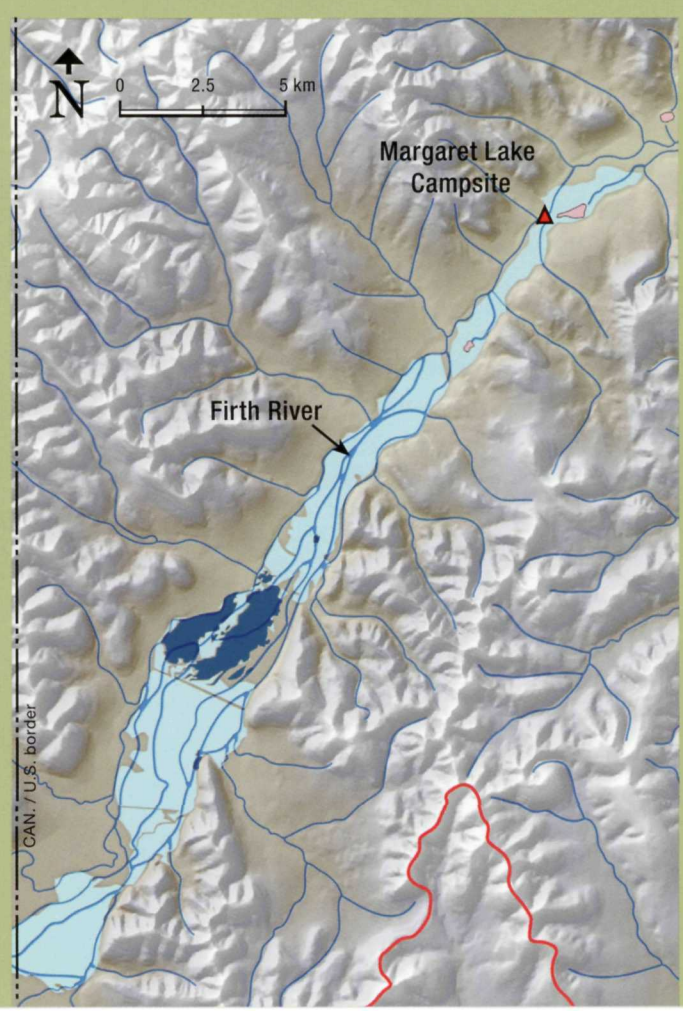 N
0 2.5 5 km
Margaret Lake
Campsite
Firth River
CAN. / U.S. border